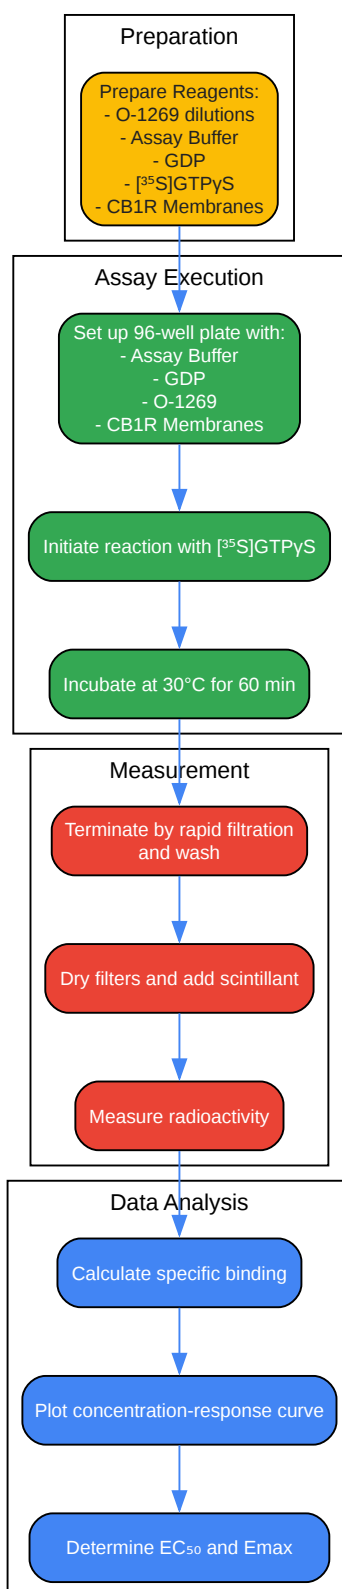 Preparation
Prepare Reagents:
- O-1269 dilutions
- Assay Buffer
- GDP
- [³⁵S]GTPγS
- CB1R Membranes
Assay Execution
Set up 96-well plate with:
- Assay Buffer
- GDP
- O-1269
- CB1R Membranes
Initiate reaction with [³⁵S]GTPγS
Incubate at 30°C for 60 min
Measurement
Terminate by rapid filtration
and wash
Dry filters and add scintillant
Measure radioactivity
Data Analysis
Calculate specific binding
Plot concentration-response curve
Determine EC₅₀ and Emax